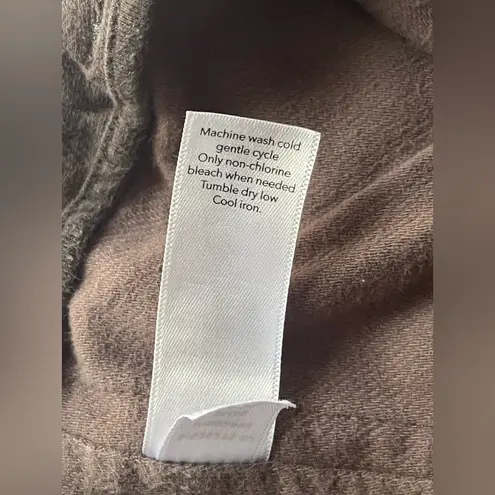 Machine wash cold
gentle cycle
Only non-chlorine
bleach when needed
Tumble dry low
Cool iron.